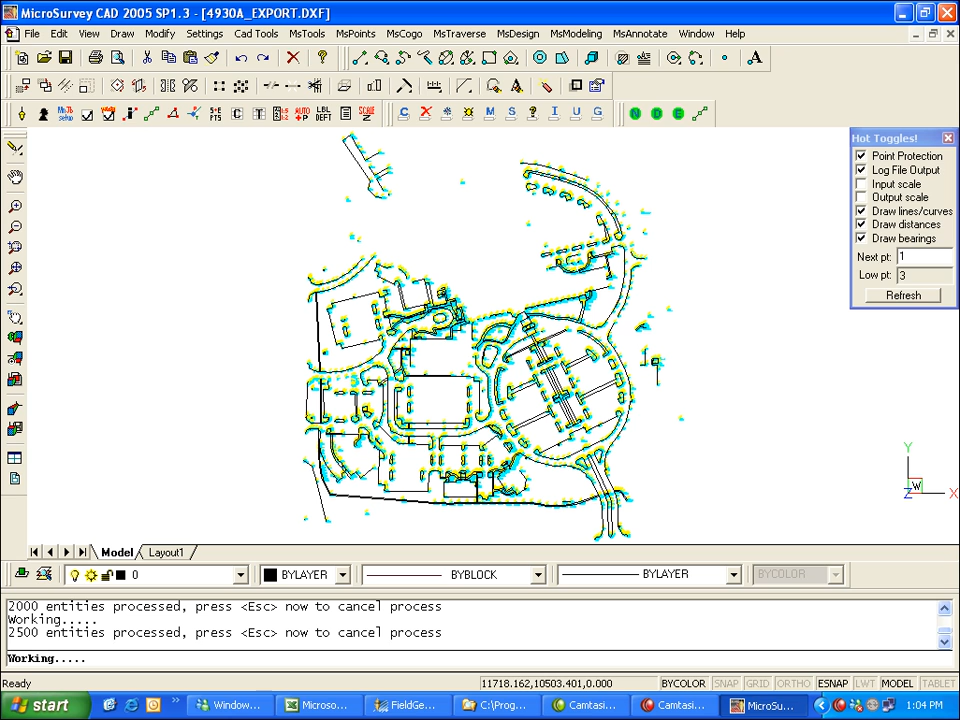 MicroSurvey CAD 2005 SP1.3 - [4930A_EXPORT.DXF]
File Edit View Draw Modify Settings Cad Tools MsTools MsPoints MsCogo MsTraverse MsDesign MsModeling MsAnnotate Window Help
Hot Toggles!
Point Protection
Log File Output
Input scale
Output scale
Draw lines/curves
Draw distances
Draw bearings
Next pt: 1
Low pt: 3
Refresh
Y
W
Z X
Model Layout1
0 BYLAYER BYBLOCK BYLAYER BYCOLOR
2000 entities processed, press <Esc> now to cancel process
Working.....
2500 entities processed, press <Esc> now to cancel process
Working.....
Ready 11718.162,10503.401,0.000 BYCOLOR SNAP GRID ORTHO ESNAP LWT MODEL TABLET
start Window... Microso... FieldGe... C:\Prog... Camtasi... Camtasi... MicroSu... 1:04 PM